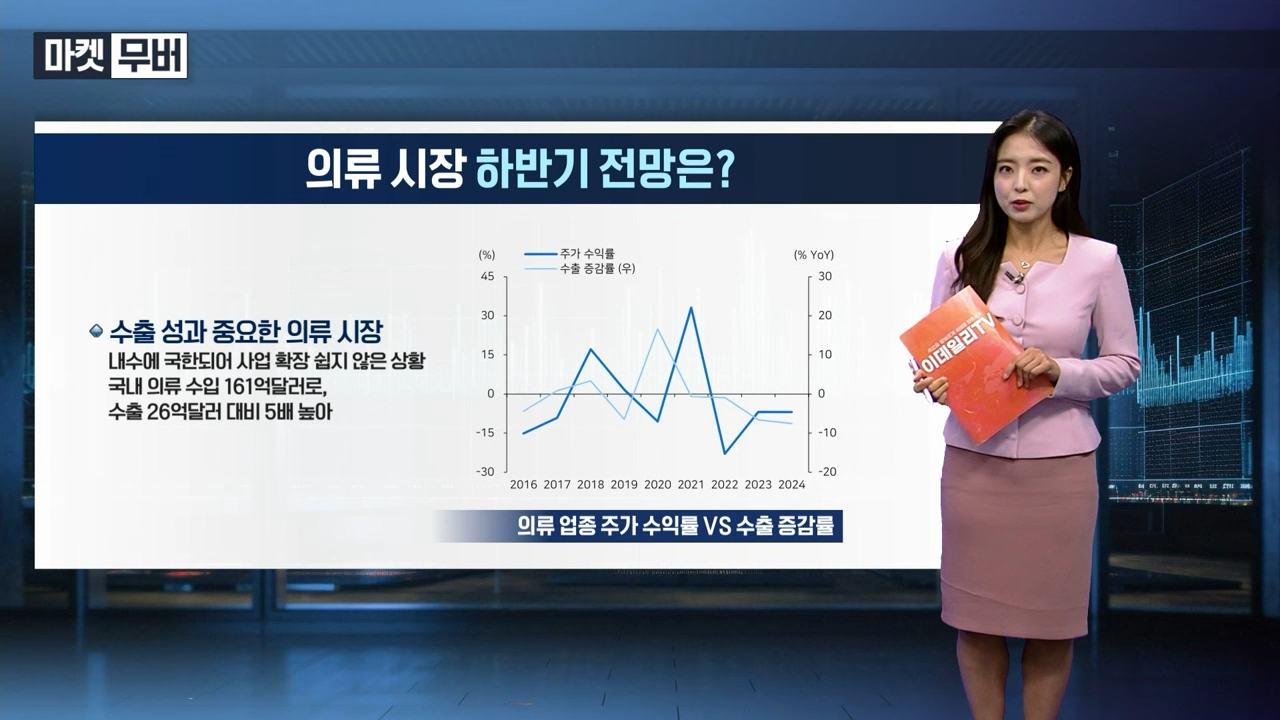 마켓 무버
의류 시장 하반기 전망은?
수출 성과 중요한 의류 시장
내수에 국한되어 사업 확장 쉽지 않은 상황
국내 의류 수입 161억달러로,
수출 26억달러 대비 5배 높아
(%)
주가 수익률
수출 증감률 (우)
(% YoY)
45
30
15
0
-15
-30
30
20
10
0
-10
-20
2016 2017 2018 2019 2020 2021 2022 2023 2024
의류 업종 주가 수익률 VS 수출 증감률
이데일리TV